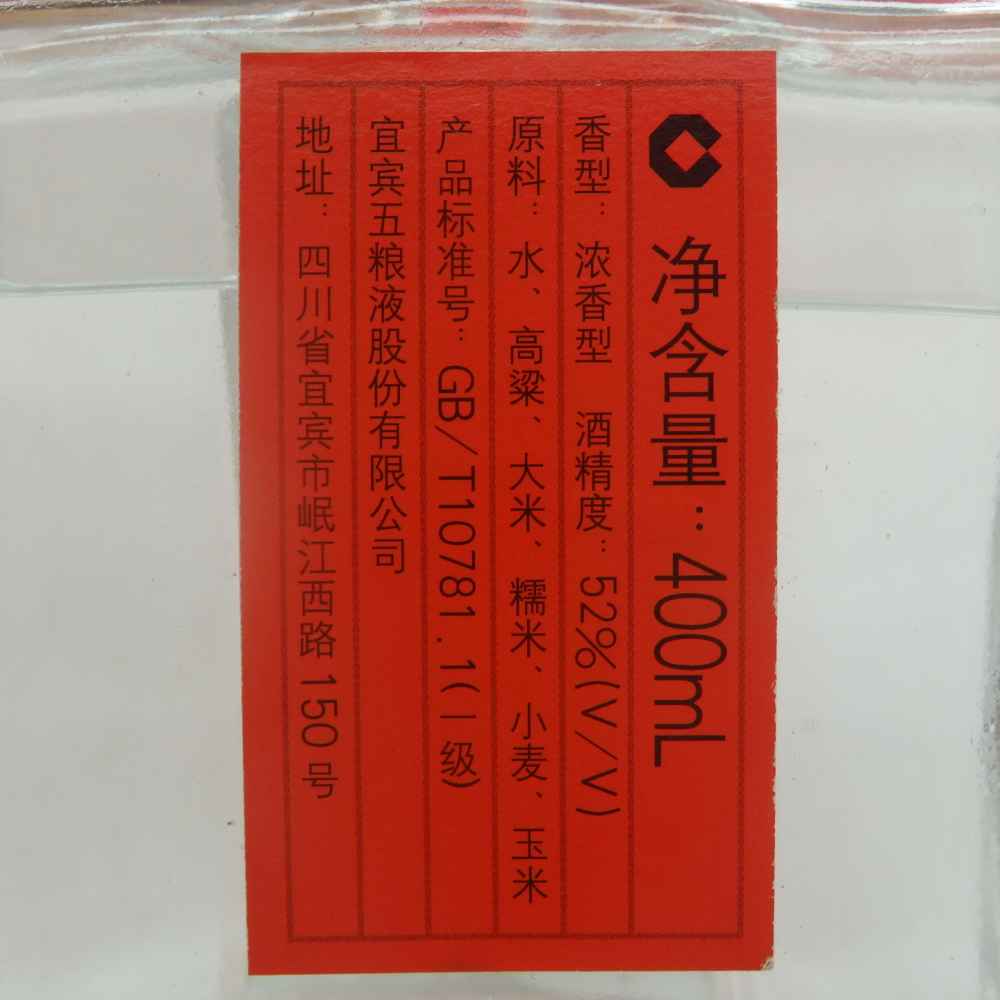 净含量：400mL
香型：浓香型 酒精度：52%(V/V)
原料：水、高粱、大米、糯米、小麦、玉米
产品标准号：GB/T10781.1(一级)
宜宾五粮液股份有限公司
地址：四川省宜宾市岷江西路150号